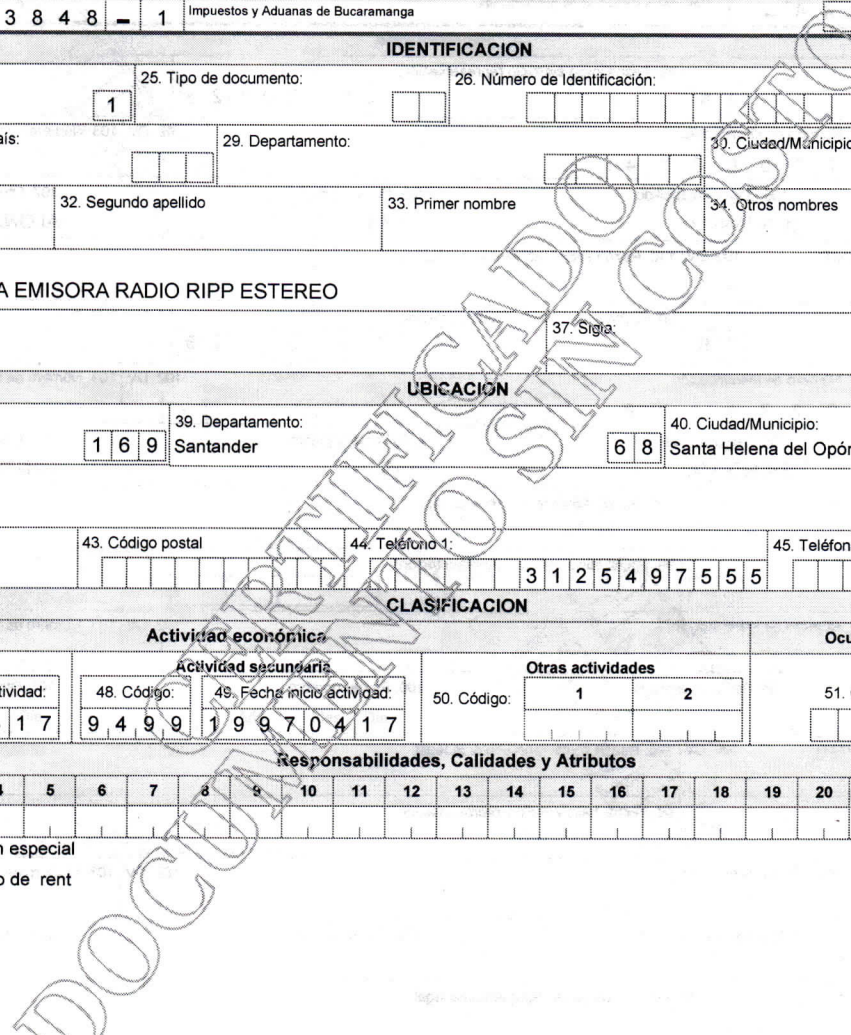 3 8 4 8 - 1 Impuestos y Aduanas de Bucaramanga
IDENTIFICACION
25. Tipo de documento: 26. Número de Identificación:
1
aís: 29. Departamento: 30. Ciudad/Municipio
32. Segundo apellido 33. Primer nombre 34. Otros nombres
A EMISORA RADIO RIPP ESTEREO
37. Sigla:
UBICACION
39. Departamento: 40. Ciudad/Municipio:
1 6 9 Santander 6 8 Santa Helena del Opón
43. Código postal 44. Teléfono 1: 45. Teléfon
3 1 2 5 4 9 7 5 5 5
CLASIFICACION
Actividad económica Ocu
Actividad secundaria Otras actividades
tividad: 48. Código: 49. Fecha inicio actividad: 50. Código: 1 2 51.
1 7 9 4 9 9 1 9 9 7 0 4 1 7
Responsabilidades, Calidades y Atributos
4 5 6 7 8 9 10 11 12 13 14 15 16 17 18 19 20
n especial
o de rent
CERTIFICADO
DOCUMENTO SIN COSTO